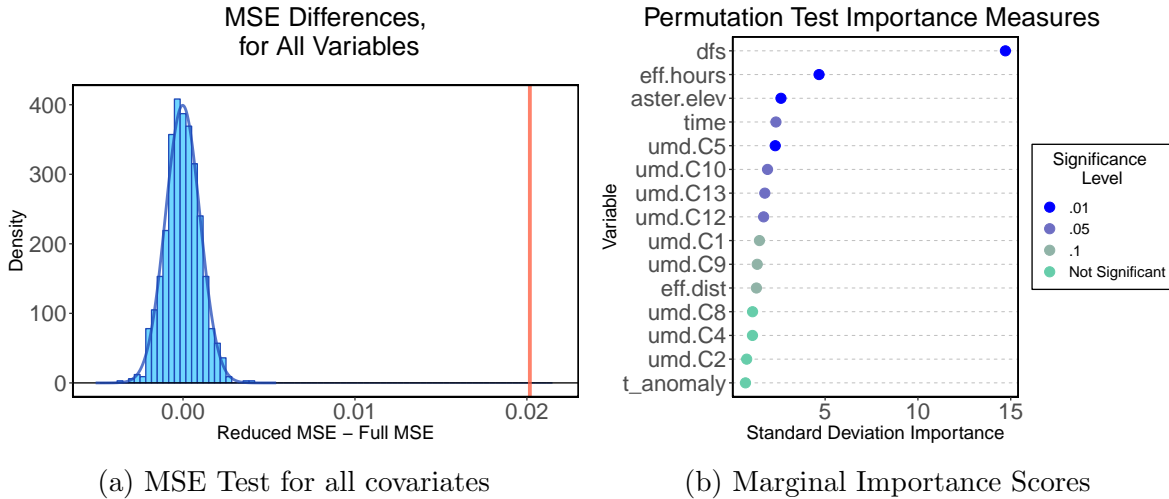 MSE Differences,
for All Variables
Density
400
300
200
100
0
0.00
0.01
0.02
Reduced MSE − Full MSE
(a) MSE Test for all covariates
Permutation Test Importance Measures
Variable
dfs
eff.hours
aster.elev
time
umd.C5
umd.C10
umd.C13
umd.C12
umd.C1
umd.C9
eff.dist
umd.C8
umd.C4
umd.C2
t_anomaly
5
10
15
Standard Deviation Importance
Significance
Level
.01
.05
.1
Not Significant
(b) Marginal Importance Scores